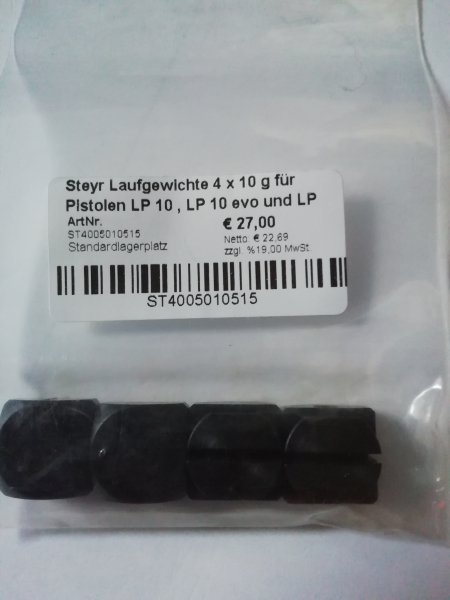 Steyr Laufgewichte 4 x 10 g für
Pistolen LP 10 , LP 10 evo und LP
ArtNr. € 27,00
ST4005010515 Netto: € 22,69
Standardlagerplatz zzgl. %19,00 MwSt.
ST4005010515